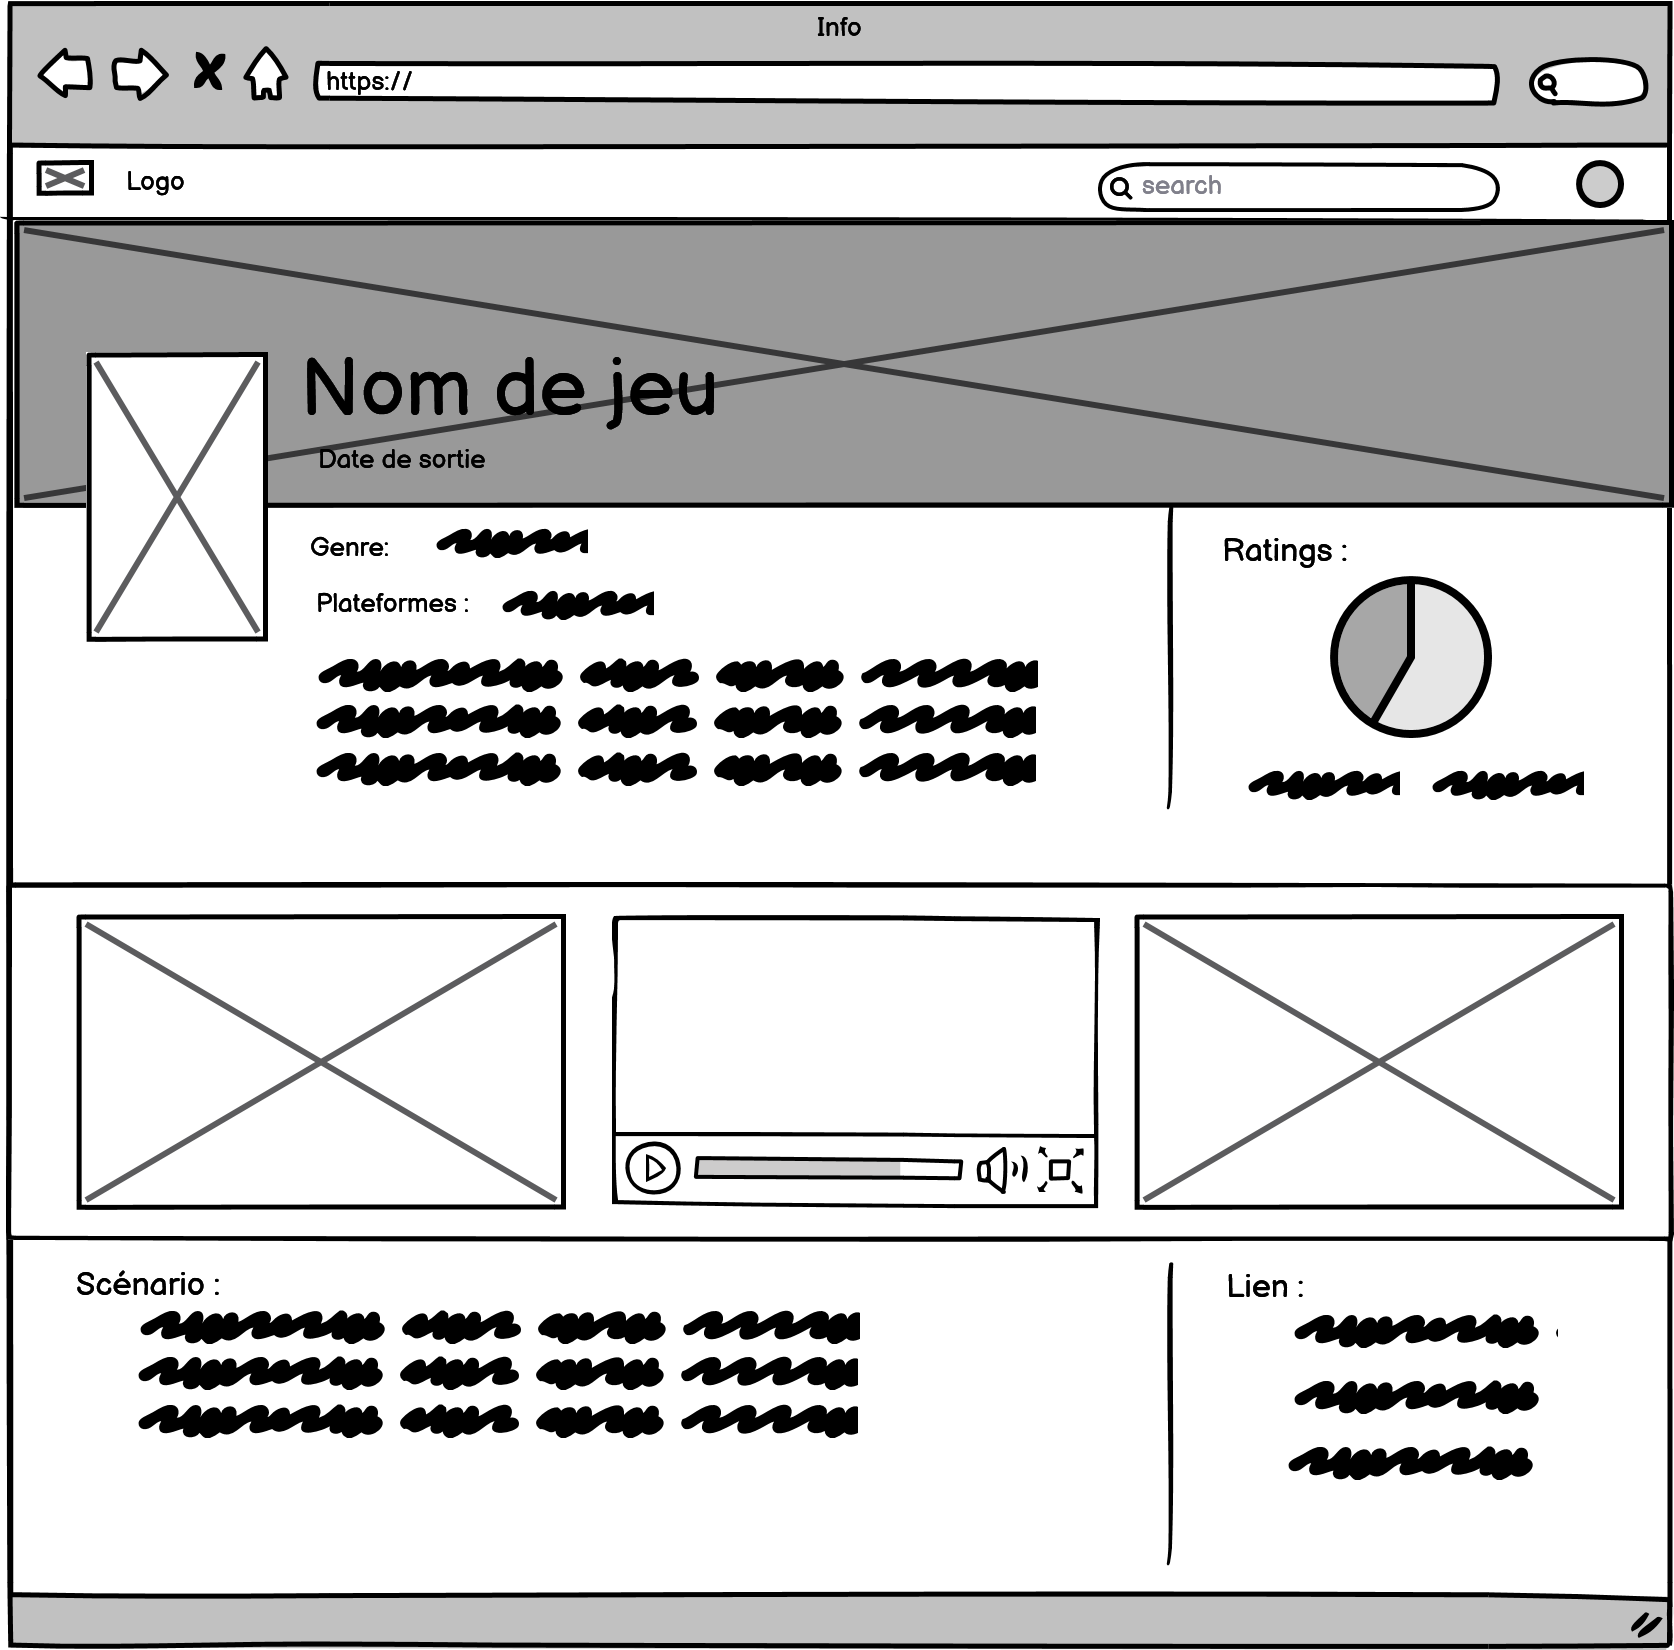 Info
https://
Logo
search
Nom de jeu
Date de sortie
Genre:
Ratings :
Plateformes :
Scénario :
Lien :